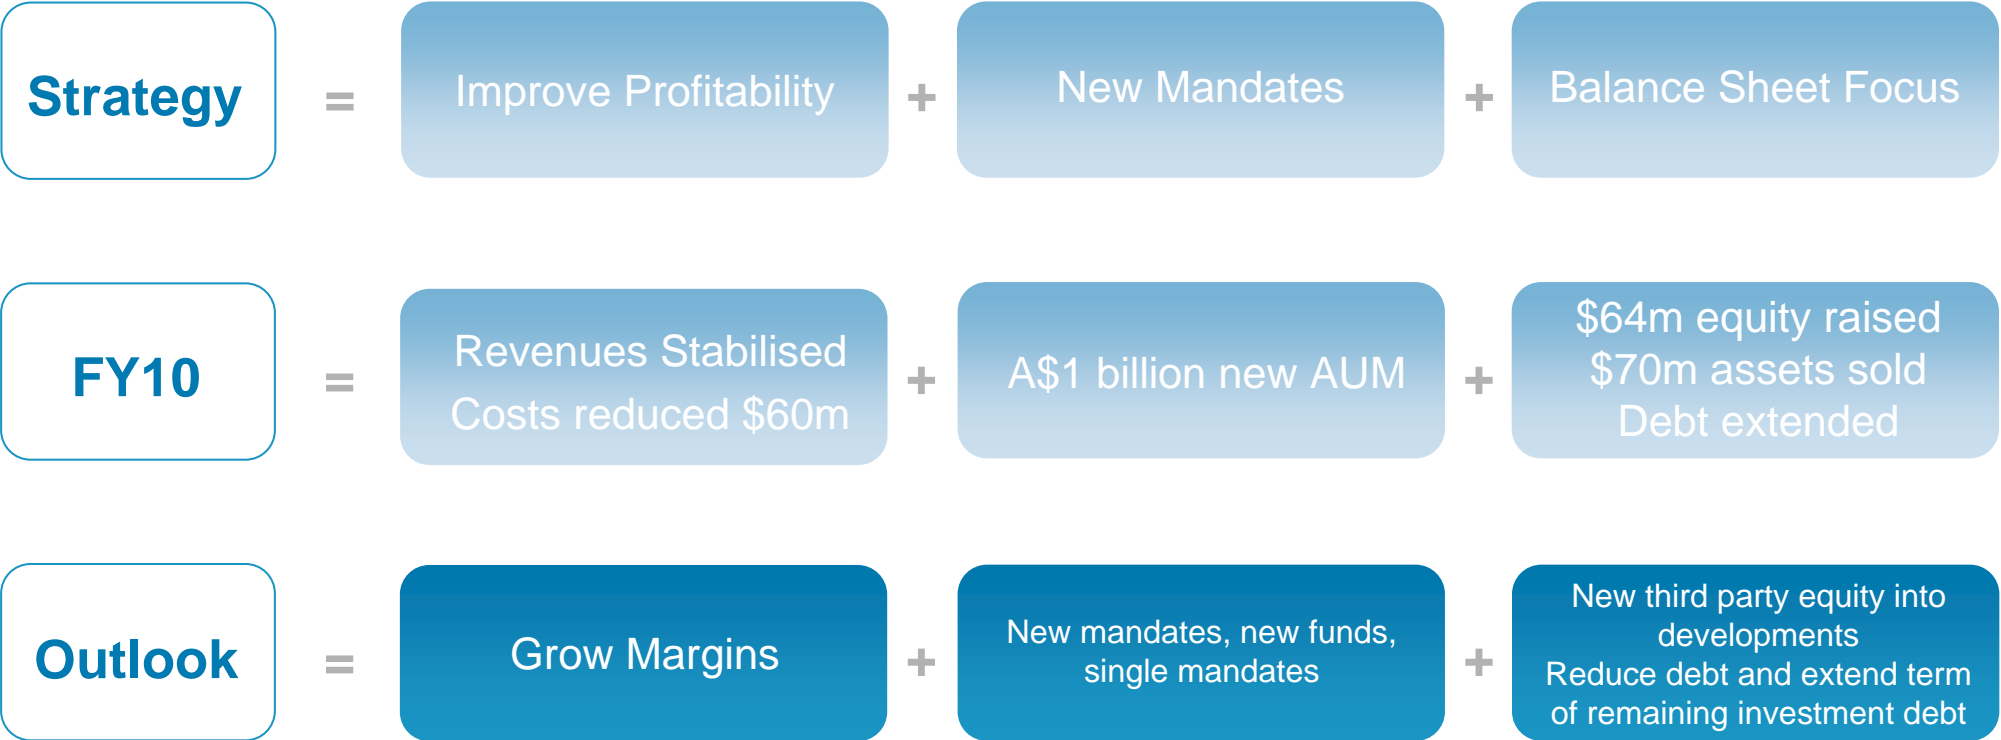 Strategy = Improve Profitability + New Mandates + Balance Sheet Focus
FY10 =
Revenues Stabilised
Costs reduced $60m
+
A$1 billion new AUM
+
$64m equity raised
$70m assets sold
Debt extended
Outlook =
Grow Margins
+
New mandates, new funds,
single mandates
+
New third party equity into
developments
Reduce debt and extend term
of remaining investment debt